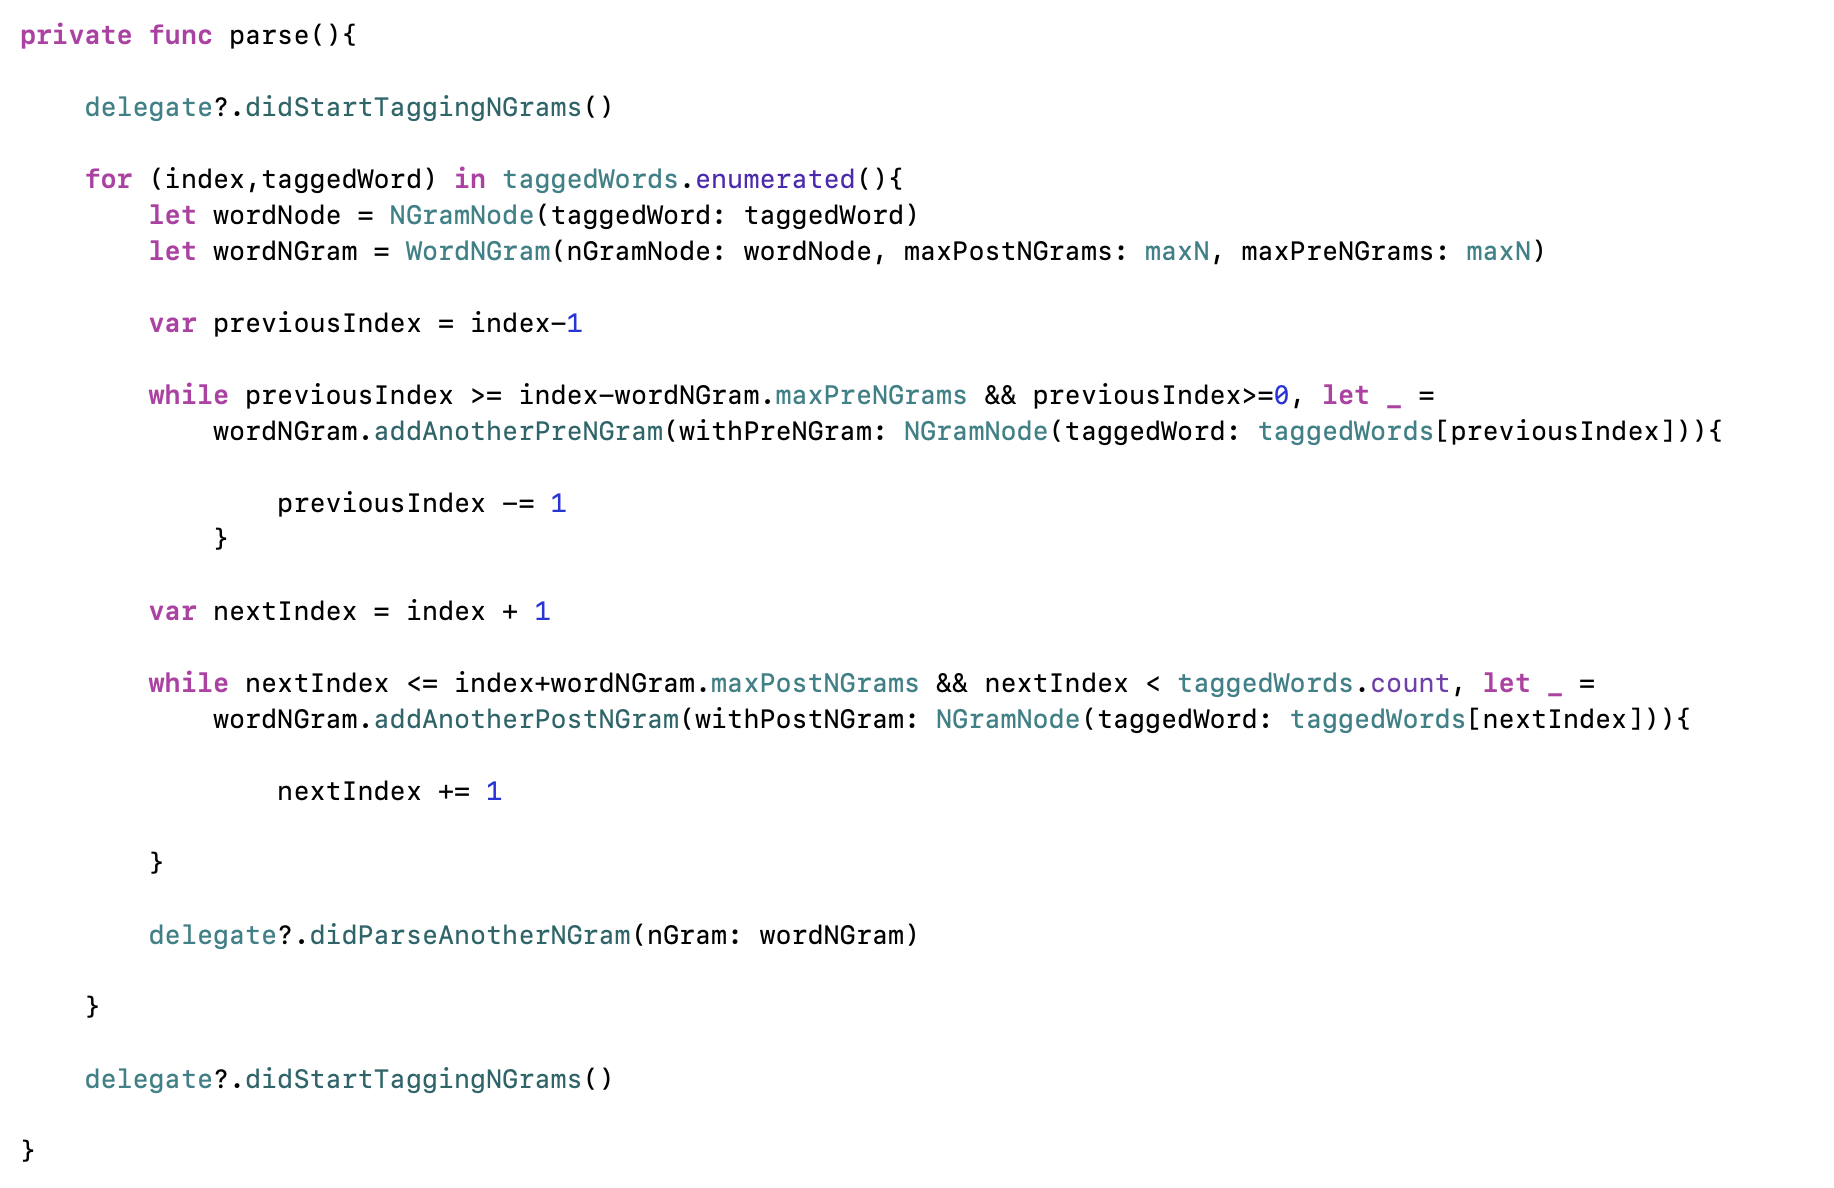 private func parse(){
delegate?.didStartTaggingNGrams()
for (index,taggedWord) in taggedWords.enumerated(){
let wordNode = NGramNode(taggedWord: taggedWord)
let wordNGram = WordNGram(nGramNode: wordNode, maxPostNGrams: maxN, maxPreNGrams: maxN)
var previousIndex = index-1
while previousIndex >= index-wordNGram.maxPreNGrams && previousIndex>=0, let _ =
wordNGram.addAnotherPreNGram(withPreNGram: NGramNode(taggedWord: taggedWords[previousIndex])){
previousIndex -= 1
}
var nextIndex = index + 1
while nextIndex <= index+wordNGram.maxPostNGrams && nextIndex < taggedWords.count, let _ =
wordNGram.addAnotherPostNGram(withPostNGram: NGramNode(taggedWord: taggedWords[nextIndex])){
nextIndex += 1
}
delegate?.didParseAnotherNGram(nGram: wordNGram)
}
delegate?.didStartTaggingNGrams()
}